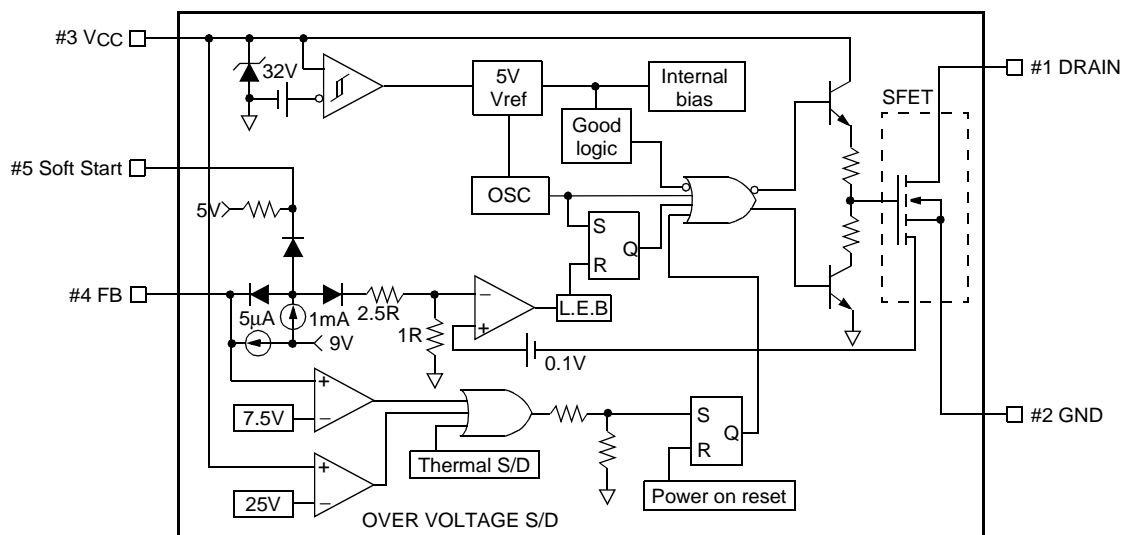 #3 VCC
32V
5V
Vref
Internal
bias
#1 DRAIN
SFET
Good
logic
#5 Soft Start
OSC
5V
S
Q
R
#4 FB
2.5R
L.E.B
5μA
1mA
9V
1R
0.1V
−
+
+
7.5V
−
Thermal S/D
S
Q
R
#2 GND
+
25V
−
Power on reset
OVER VOLTAGE S/D